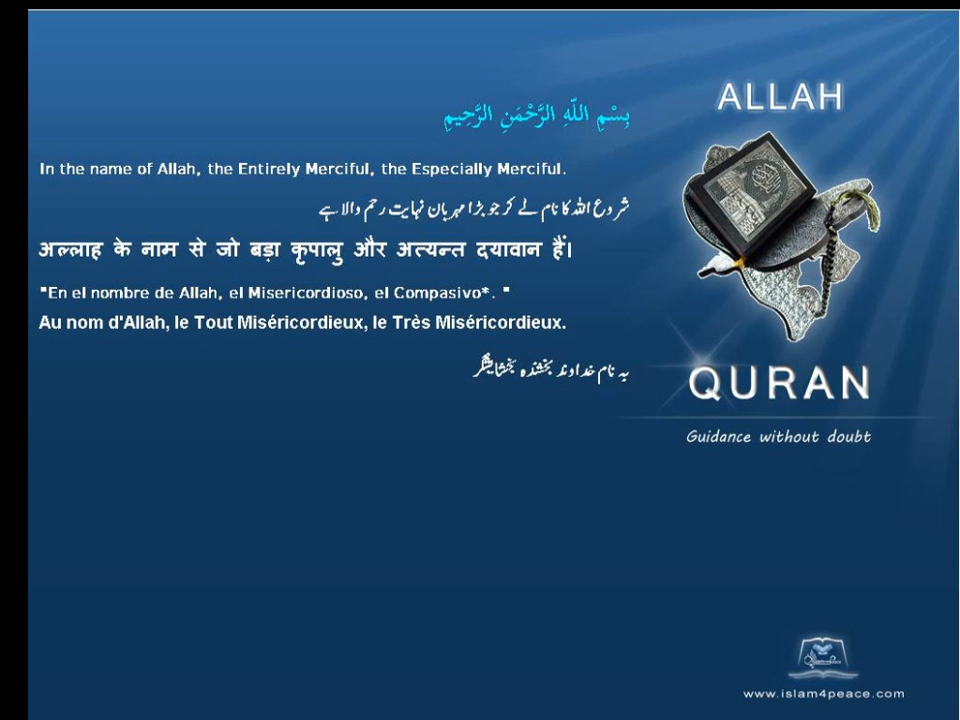 بِسْمِ اللّهِ الرَّحْمَنِ الرَّحِيمِ
In the name of Allah, the Entirely Merciful, the Especially Merciful.
شروع الله کا نام لے کر جو بڑا مہربان نہایت رحم والا ہے
अल्लाह के नाम से जो बड़ा कृपालु और अत्यन्त दयावान हैं।
"En el nombre de Allah, el Misericordioso, el Compasivo*. "
Au nom d'Allah, le Tout Miséricordieux, le Très Miséricordieux.
به نام خداوند بخشنده بخشایشگر
ALLAH
QURAN
Guidance without doubt
www.islam4peace.com